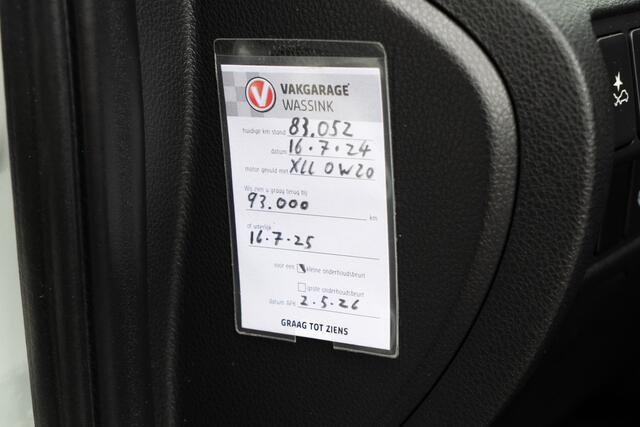 VAKGARAGE
WASSINK
huidige km stand 83.052
datum 16.7.24
motor gevuld met XLL 0W20
Wij zien u graag terug bij
93.000 km
of uiterlijk
16.7.25
voor een kleine onderhoudsbeurt
grote onderhoudsbeurt
datum APK 2.5.26
GRAAG TOT ZIENS